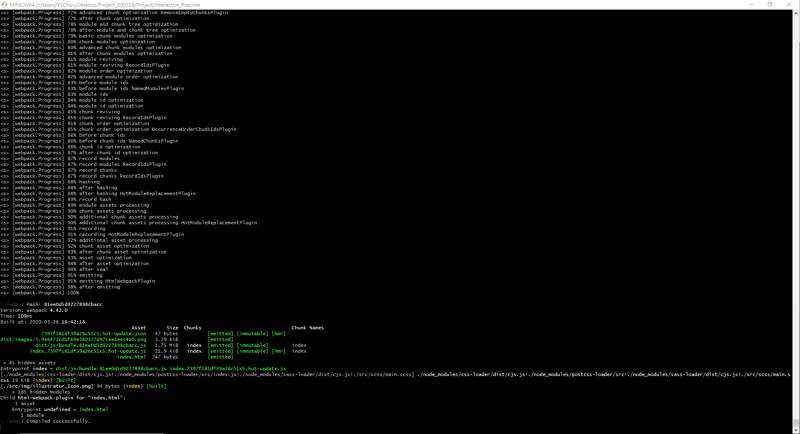 MINGW64:/c/Users/YLChen/Desktop/Project_200128/Project/Interactive_Resume
<s> [webpack.Progress] 77% advanced chunk optimization RemoveEmptyChunksPlugin
<s> [webpack.Progress] 77% after chunk optimization
<s> [webpack.Progress] 78% module and chunk tree optimization
<s> [webpack.Progress] 78% after module and chunk tree optimization
<s> [webpack.Progress] 79% basic chunk modules optimization
<s> [webpack.Progress] 80% chunk modules optimization
<s> [webpack.Progress] 80% advanced chunk modules optimization
<s> [webpack.Progress] 81% after chunk modules optimization
<s> [webpack.Progress] 81% module reviving
<s> [webpack.Progress] 81% module reviving RecordIdsPlugin
<s> [webpack.Progress] 82% module order optimization
<s> [webpack.Progress] 82% advanced module order optimization
<s> [webpack.Progress] 83% before module ids
<s> [webpack.Progress] 83% before module ids NamedModulesPlugin
<s> [webpack.Progress] 83% module ids
<s> [webpack.Progress] 84% module id optimization
<s> [webpack.Progress] 84% module id optimization
<s> [webpack.Progress] 85% chunk reviving
<s> [webpack.Progress] 85% chunk reviving RecordIdsPlugin
<s> [webpack.Progress] 85% chunk order optimization
<s> [webpack.Progress] 85% chunk order optimization OccurrenceOrderChunkIdsPlugin
<s> [webpack.Progress] 86% before chunk ids
<s> [webpack.Progress] 86% before chunk ids NamedChunksPlugin
<s> [webpack.Progress] 86% chunk id optimization
<s> [webpack.Progress] 87% after chunk id optimization
<s> [webpack.Progress] 87% record modules
<s> [webpack.Progress] 87% record modules RecordIdsPlugin
<s> [webpack.Progress] 87% record chunks
<s> [webpack.Progress] 87% record chunks RecordIdsPlugin
<s> [webpack.Progress] 88% hashing
<s> [webpack.Progress] 88% after hashing
<s> [webpack.Progress] 88% after hashing HotModuleReplacementPlugin
<s> [webpack.Progress] 89% record hash
<s> [webpack.Progress] 89% module assets processing
<s> [webpack.Progress] 90% chunk assets processing
<s> [webpack.Progress] 90% additional chunk assets processing
<s> [webpack.Progress] 90% additional chunk assets processing HotModuleReplacementPlugin
<s> [webpack.Progress] 91% recording
<s> [webpack.Progress] 91% recording HotModuleReplacementPlugin
<s> [webpack.Progress] 92% additional asset processing
<s> [webpack.Progress] 92% chunk asset optimization
<s> [webpack.Progress] 93% after chunk asset optimization
<s> [webpack.Progress] 93% asset optimization
<s> [webpack.Progress] 94% after asset optimization
<s> [webpack.Progress] 94% after seal
<s> [webpack.Progress] 95% emitting
<s> [webpack.Progress] 95% emitting HtmlWebpackPlugin
<s> [webpack.Progress] 98% after emitting
<s> [webpack.Progress] 100%
｢wdm｣: Hash: 81ee0d5d9227898cbacc
Version: webpack 4.42.0
Time: 109ms
Built at: 2020-03-26 16:42:18
Asset Size Chunks Chunk Names
7397f181df39a26c51c5.hot-update.json 47 bytes [emitted] [immutable] [hmr]
3.29 KiB [emitted]
dist/js/bundle.81ee0d5d9227898cbacc.js 1.75 MiB index [emitted] [immutable] index
index.7397f181df39a26c51c5.hot-update.js 21.9 KiB index [emitted] [immutable] [hmr] index
index.html 747 bytes [emitted]
+ 45 hidden assets
Entrypoint index = dist/js/bundle.81ee0d5d9227898cbacc.js index.7397f181df39a26c51c5.hot-update.js
[./node_modules/css-loader/dist/cjs.js!./node_modules/postcss-loader/src/index.js!./node_modules/sass-loader/dist/cjs.js!./src/scss/main.scss] ./node_modules/css-loader/dist/cjs.js!./node_modules/postcss-loader/src!./node_modules/sass-loader/dist/cjs.js!./src/scss/main.s
css 19 KiB {index} [built]
[./src/img/illustrator_Icon.png] 94 bytes {index} [built]
+ 185 hidden modules
Child html-webpack-plugin for "index.html":
1 asset
Entrypoint undefined = index.html
1 module
｢wdm｣: Compiled successfully.